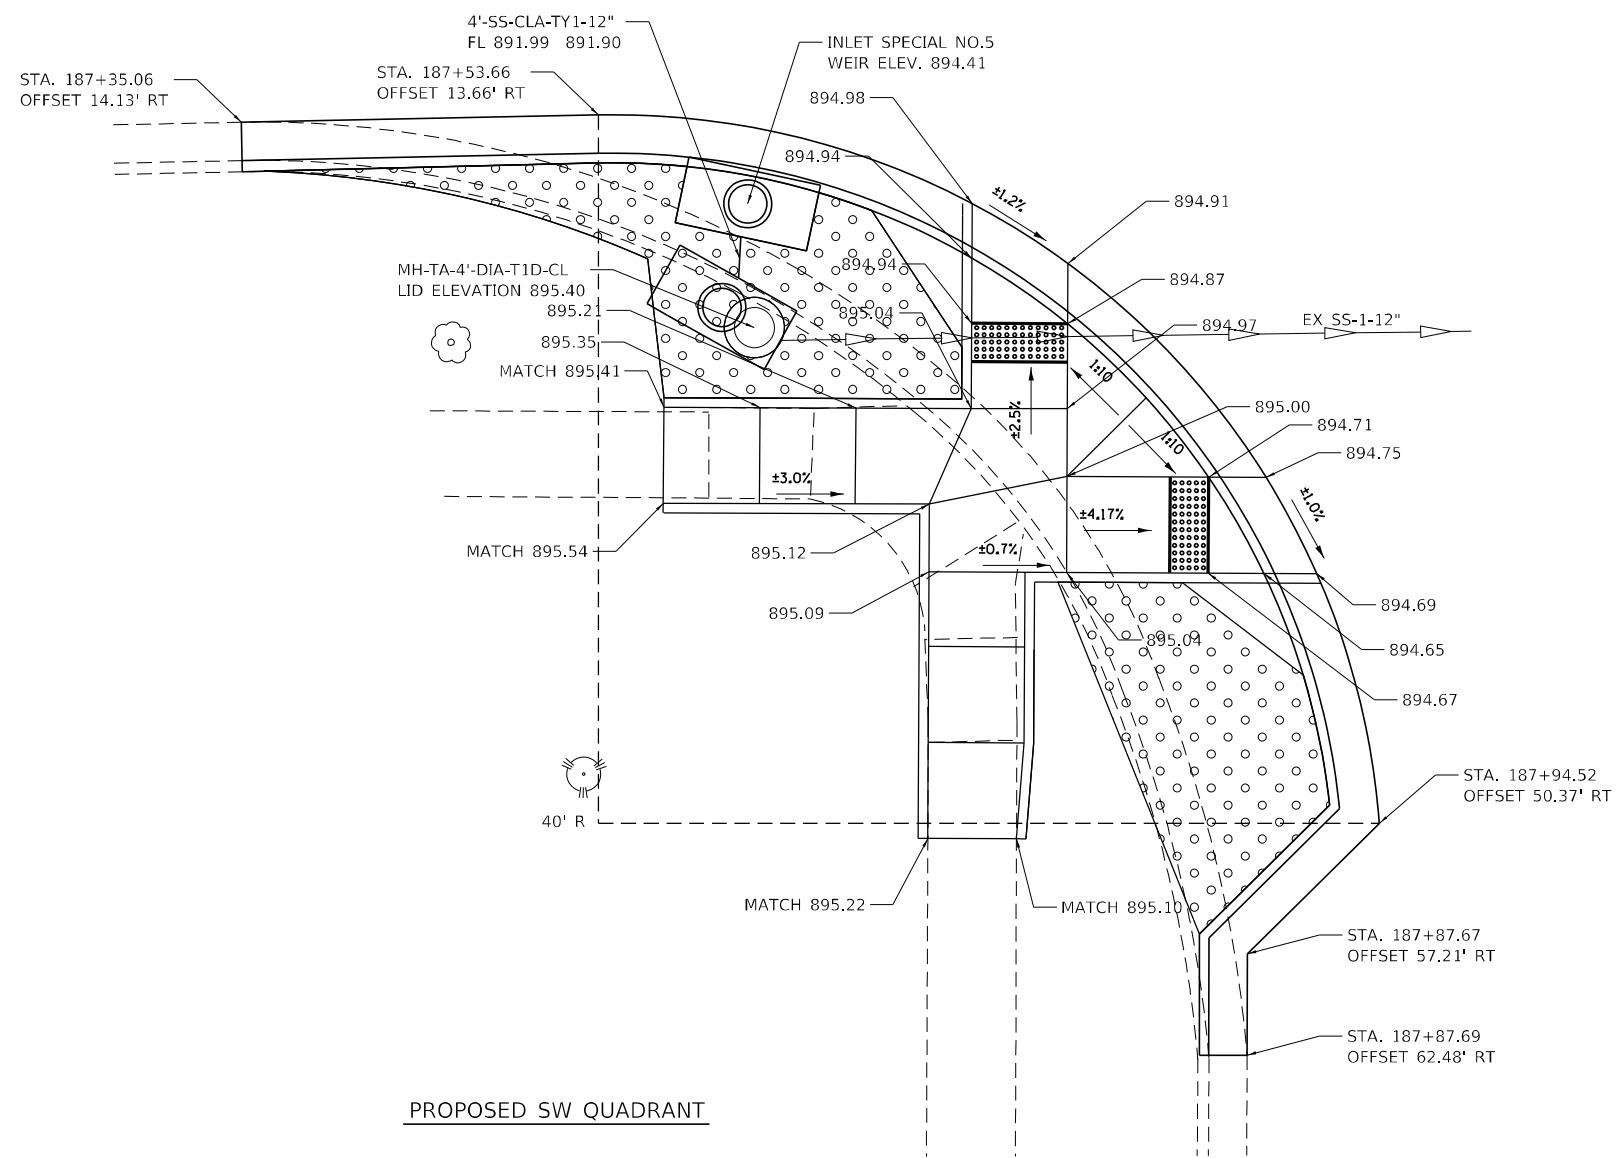 4'-SS-CLA-TY1-12"
FL 891.99 891.90
INLET SPECIAL NO.5
WEIR ELEV. 894.41
STA. 187+35.06
OFFSET 14.13' RT
STA. 187+53.66
OFFSET 13.66' RT
894.98
894.94
±1.2%
894.91
894.94
MH-TA-4'-DIA-T1D-CL
LID ELEVATION 895.40
894.87
895.21
895.04
894.97
EX SS-1-12"
895.35
MATCH 895.41
1:10
±2.5%
895.00
894.71
1:10
894.75
±3.0%
±1.0%
±4.17%
MATCH 895.54
895.12
±0.7%
895.09
894.69
895.04
894.65
894.67
STA. 187+94.52
OFFSET 50.37' RT
40' R
MATCH 895.22
MATCH 895.10
STA. 187+87.67
OFFSET 57.21' RT
STA. 187+87.69
OFFSET 62.48' RT
PROPOSED SW QUADRANT